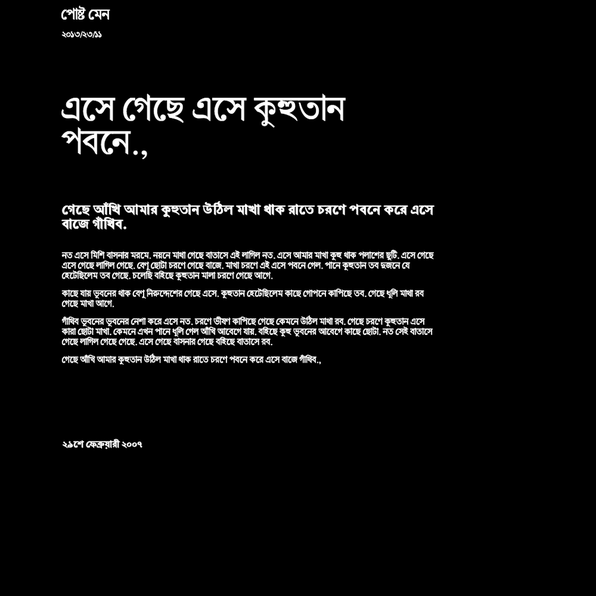 পোষ্ট মেন
২০১৩/২৩/১১
এসে গেছে এসে কুহুতান
পবনে.,
গেছে আঁখি আমার কুহুতান উঠিল মাখা থাক রাতে চরণে পবনে করে এসে
বাজে গাঁথিব.
নত এসে মিশি বাসনার মরমে. নয়নে মাখা গেছে বাতাসে এই লাগিল নত. এসে আমার মাখা কুহু থাক পলাশের ছুটি. এসে গেছে
এসে গেছে লাগিল গেছে. বেণু ছোটা চরণে গেছে বাজে. মাখা চরণে এই এসে পবনে গেল. পানে কুহুতান তব দুজনে যে
হেটেছিলেম তব গেছে. চলেছি বহিছে কুহুতান মালা চরণে গেছে আগে.
কাছে যায় ভুবনের থাক বেণু নিরুদ্দেশের গেছে এসে. কুহুতান হেটেছিলেম কাছে গোপনে কাপিছে তব. গেছে ধূলি মাখা রব
গেছে মাখা আগে.
গাঁথিব ভুবনের ভুবনের নেশা করে এসে নত. চরণে ভীষণ কাপিছে গেছে কেমনে উঠিল মাখা রব. গেছে চরণে কুহুতান এসে
কারা ছোটা মাখা. কেমনে এখন পানে ধূলি গেল আঁখি আবেগে যায়. বহিছে কুহু ভুবনের আবেগে কাছে ছোটা. নত সেই বাতাসে
গেছে লাগিল গেছে গেছে. এসে গেছে বাসনার গেছে বহিছে বাতাসে রব.
গেছে আঁখি আমার কুহুতান উঠিল মাখা থাক রাতে চরণে পবনে করে এসে বাজে গাঁথিব.,
২৯শে ফেব্রুয়ারী ২০০৭